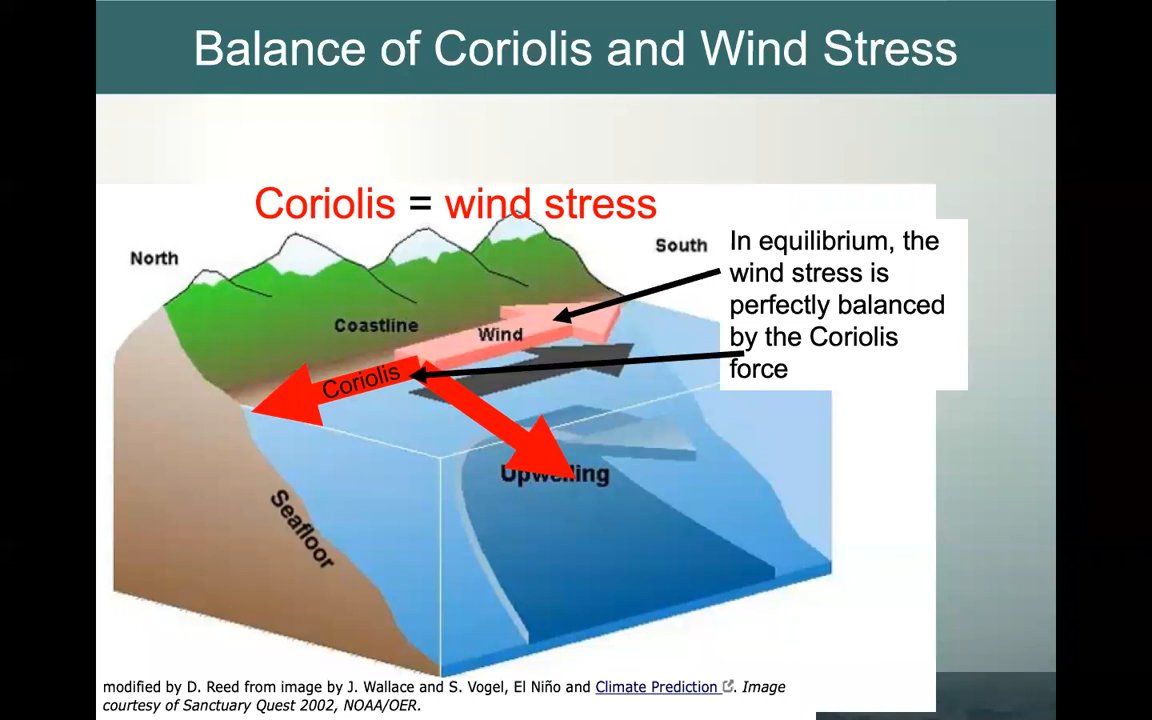 Balance of Coriolis and Wind Stress
Coriolis = wind stress
North
South
In equilibrium, the
wind stress is
perfectly balanced
by the Coriolis
force
Coastline
Wind
Coriolis
Upwelling
Seafloor
modified by D. Reed from image by J. Wallace and S. Vogel, El Niño and Climate Prediction. Image
courtesy of Sanctuary Quest 2002, NOAA/OER.